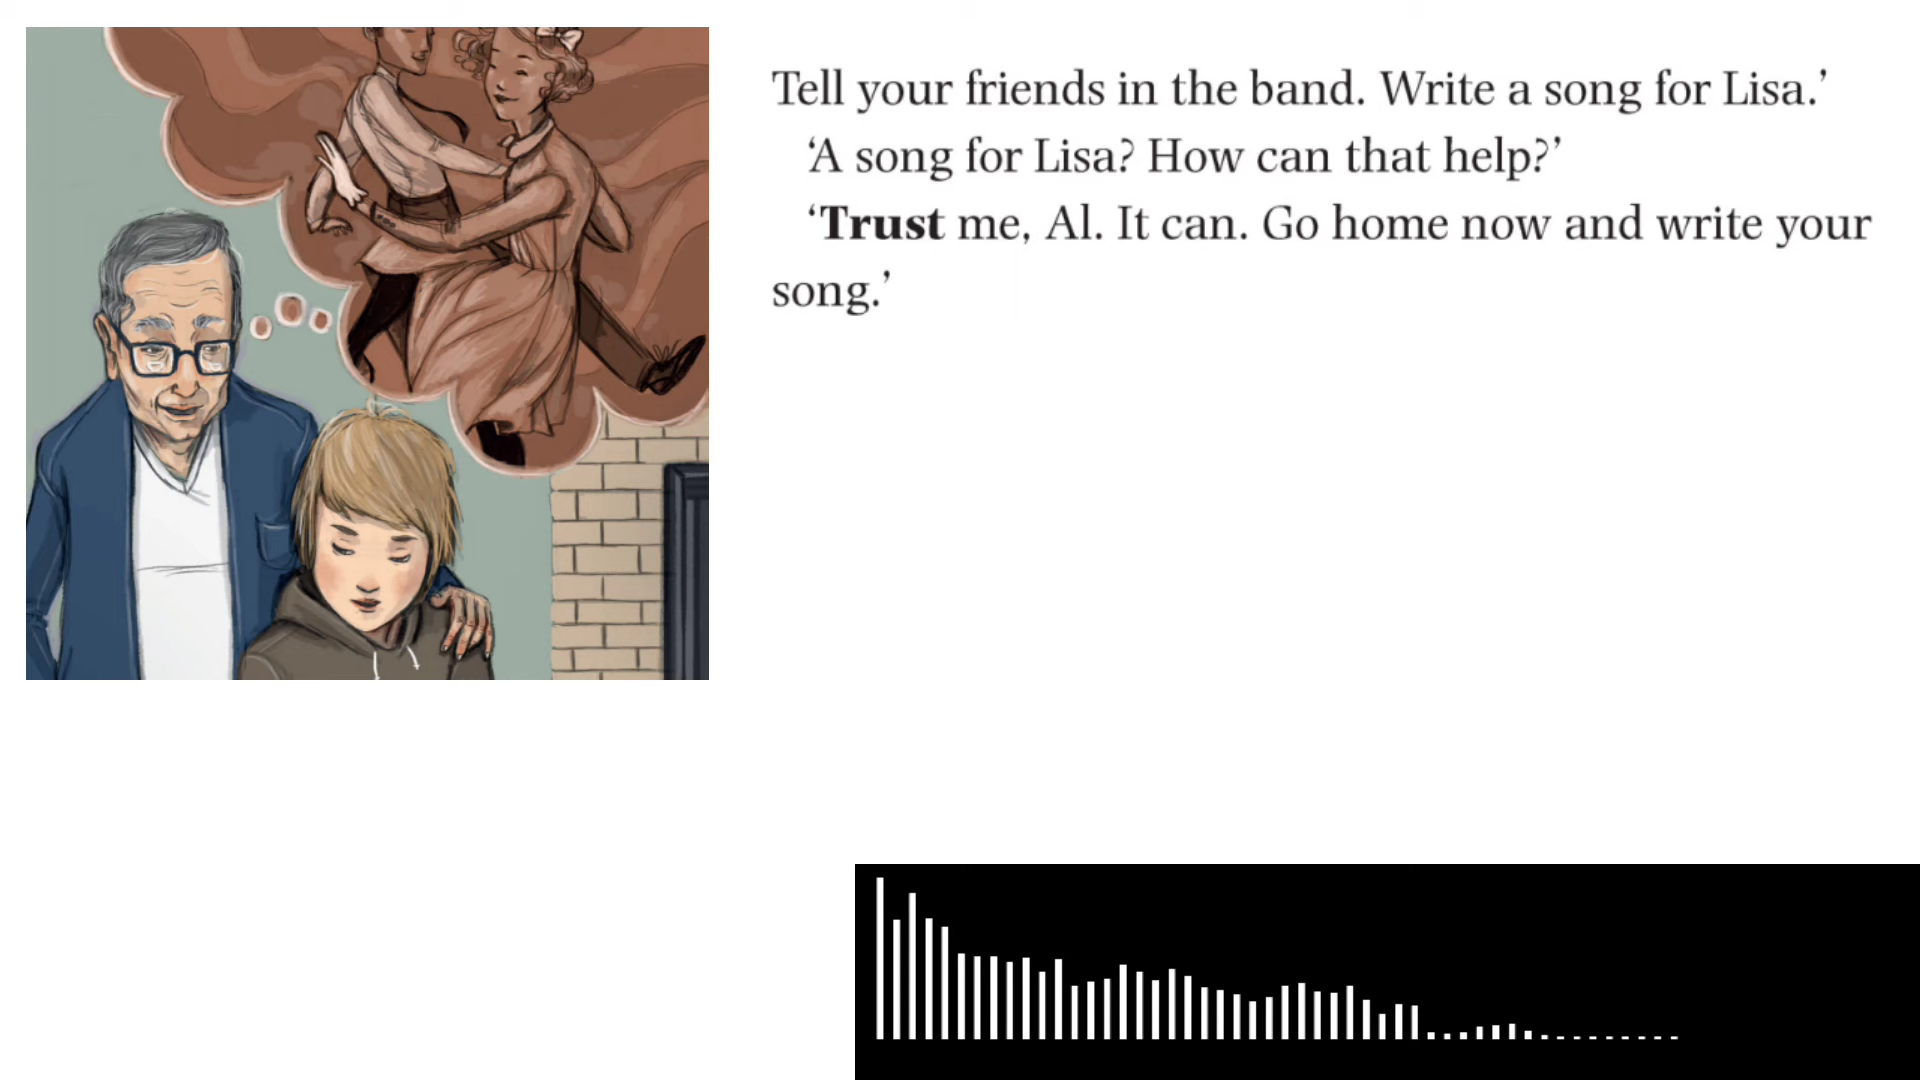 Tell your friends in the band. Write a song for Lisa.’
‘A song for Lisa? How can that help?’
‘Trust me, Al. It can. Go home now and write your
song.’